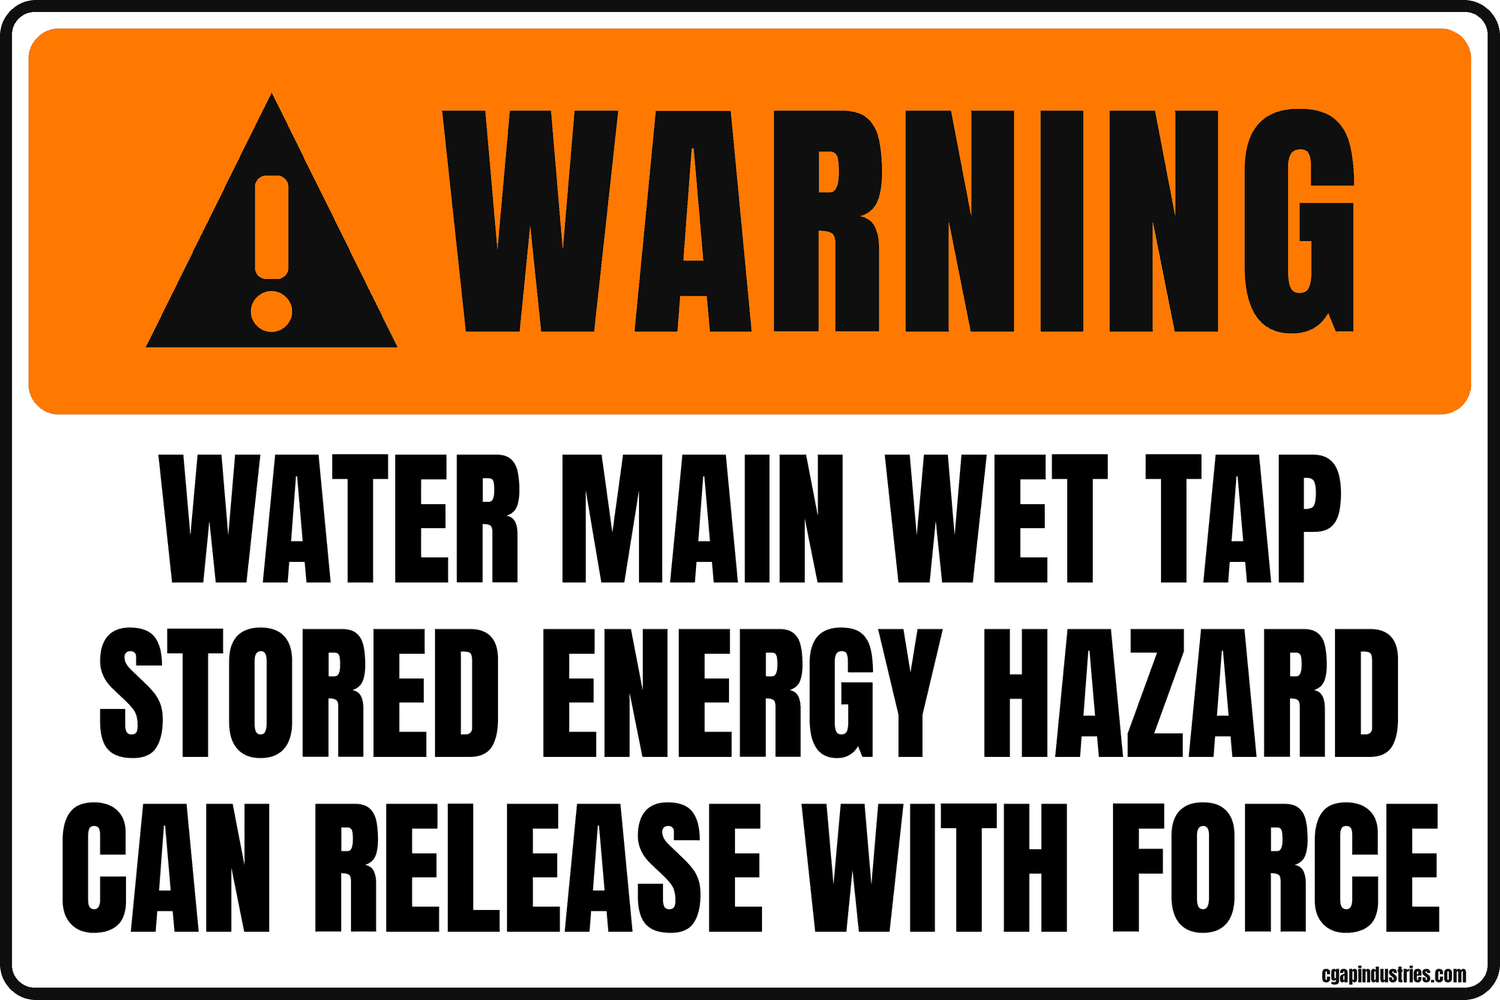 WARNING
WATER MAIN WET TAP
STORED ENERGY HAZARD
CAN RELEASE WITH FORCE
cgapindustries.com